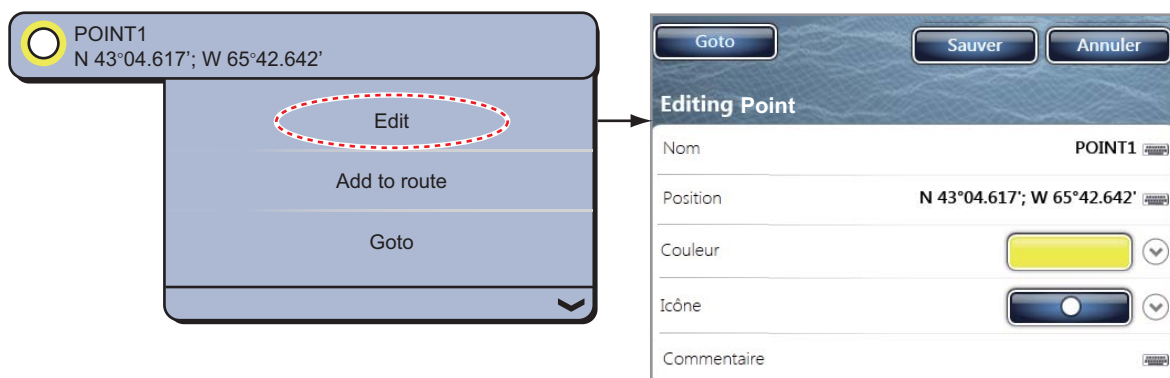 POINT1
N 43°04.617’; W 65°42.642’
Edit
Add to route
Goto
Goto
Sauver
Annuler
Editing Point
Nom POINT1
Position N 43°04.617'; W 65°42.642'
Couleur
Icône
Commentaire